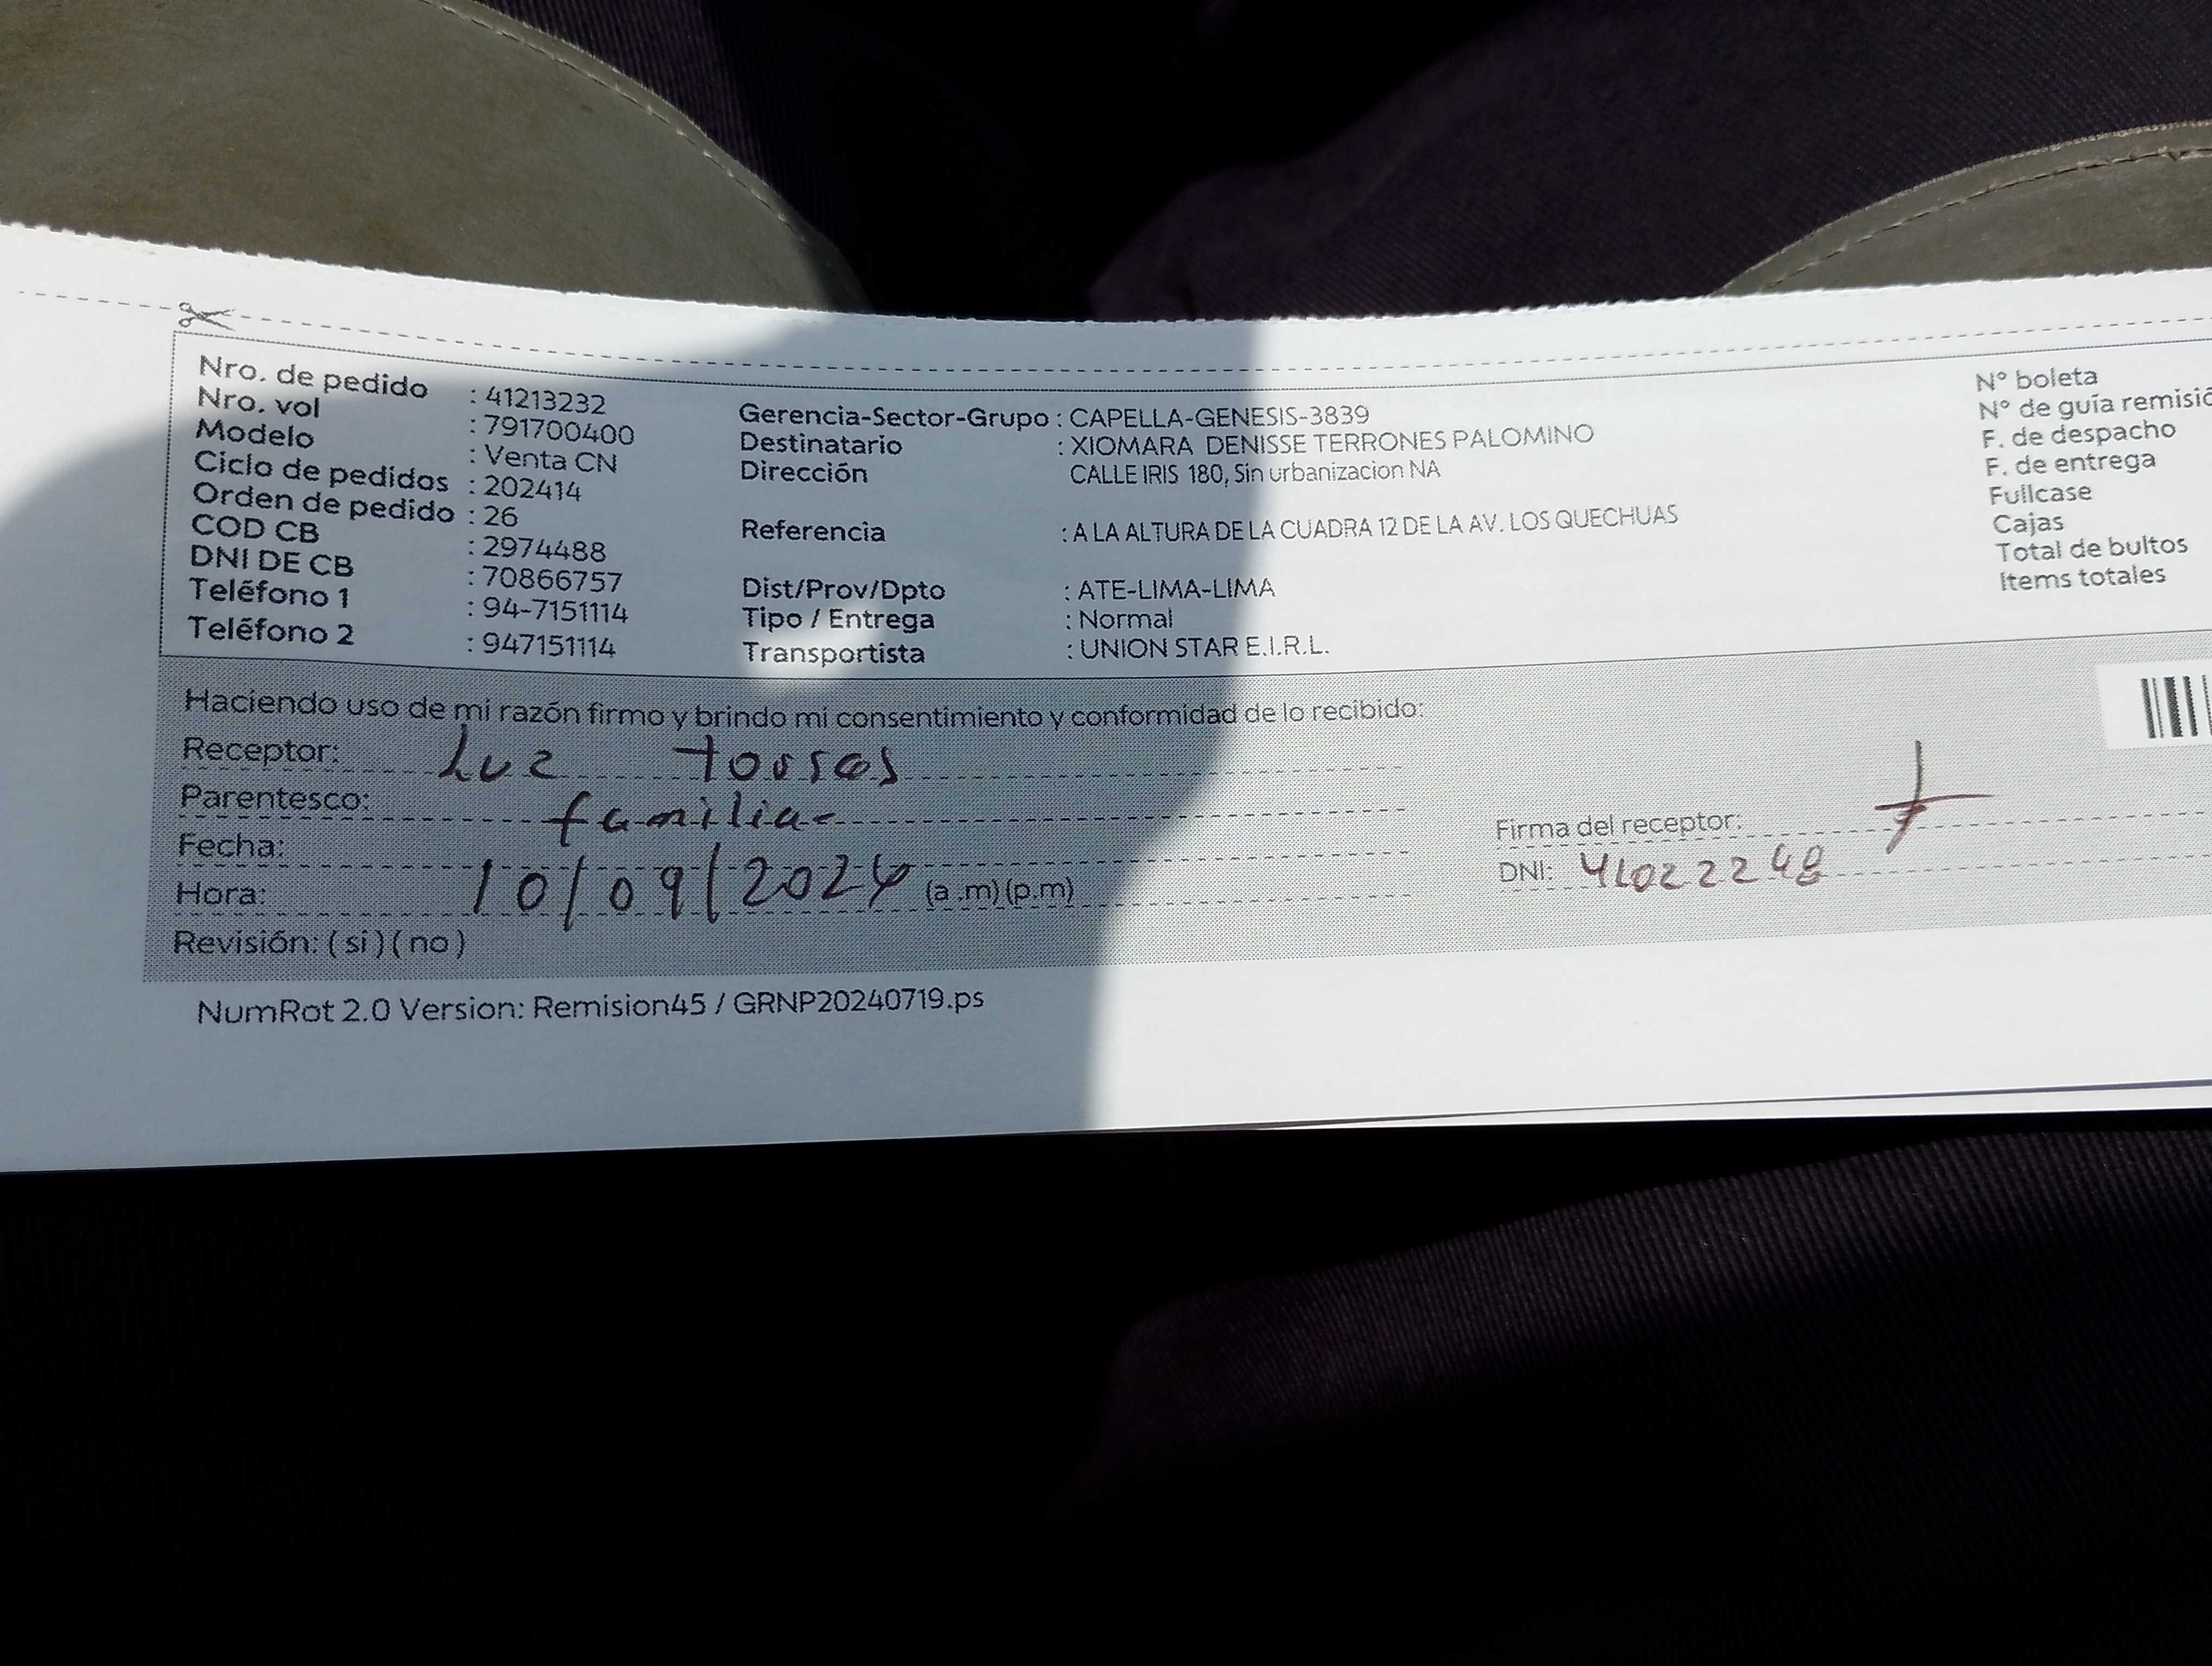 Nro. de pedido : 41213232
Nro. vol : 791700400
Modelo : Venta CN
Ciclo de pedidos : 202414
Orden de pedido : 26
COD CB : 2974488
DNI DE CB : 70866757
Teléfono 1 : 94-7151114
Teléfono 2 : 947151114
Gerencia-Sector-Grupo : CAPELLA-GENESIS-3839
Destinatario : XIOMARA DENISSE TERRONES PALOMINO
Dirección CALLE IRIS 180, Sin urbanizacion NA
Referencia : A LA ALTURA DE LA CUADRA 12 DE LA AV. LOS QUECHUAS
Dist/Prov/Dpto : ATE-LIMA-LIMA
Tipo / Entrega : Normal
Transportista : UNION STAR E.I.R.L.
N° boleta
N° de guía remisió
F. de despacho
F. de entrega
Fullcase
Cajas
Total de bultos
Items totales
Haciendo uso de mi razón firmo y brindo mi consentimiento y conformidad de lo recibido:
Receptor: Luz
Parentesco: familiar
Fecha: 10/09/2024
Hora: (a.m)(p.m)
Revisión: (si)(no)
Firma del receptor:
DNI: 41022248
NumRot 2.0 Version: Remision45 / GRNP20240719.ps